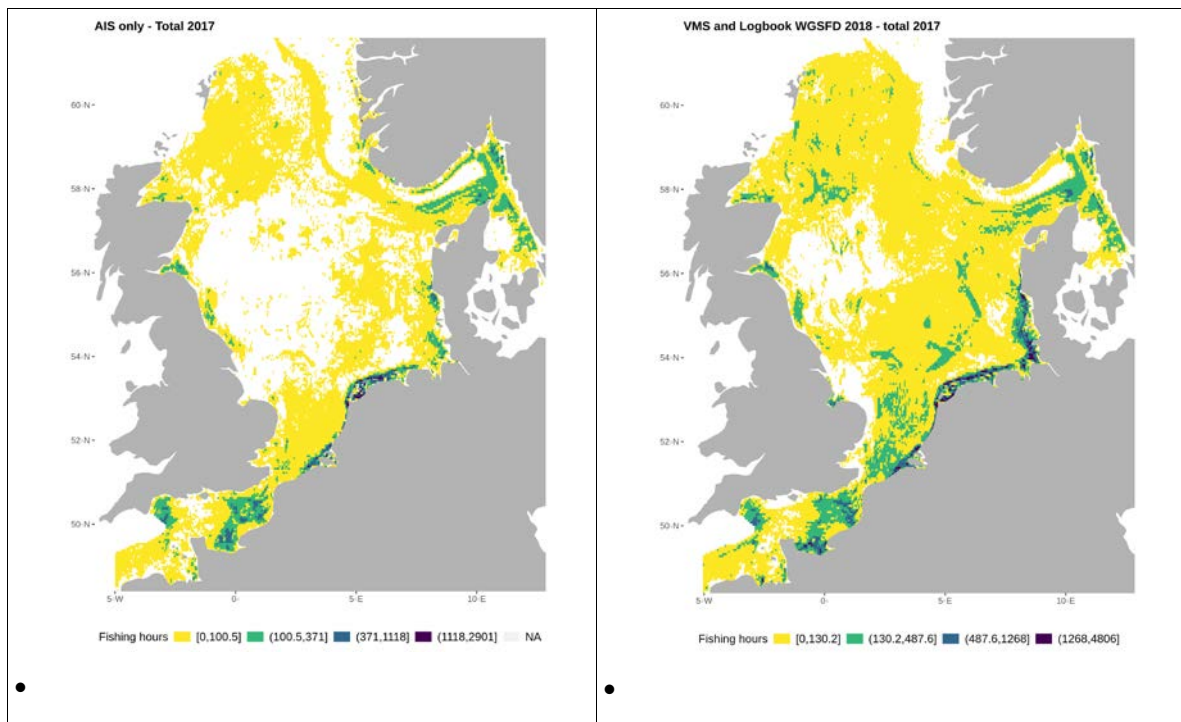 AIS only - Total 2017
60-N
58-N
56-N
54-N
52-N
50-N
5-W
0-
5-E
10-E
Fishing hours [0,100.5] (100.5,371] (371,1118] (1118,2901] NA
•
VMS and Logbook WGSFD 2018 - total 2017
60-N
58-N
56-N
54-N
52-N
50-N
5-W
0-
5-E
10-E
Fishing hours [0,130.2] (130.2,487.6] (487.6,1268] (1268,4806]
•